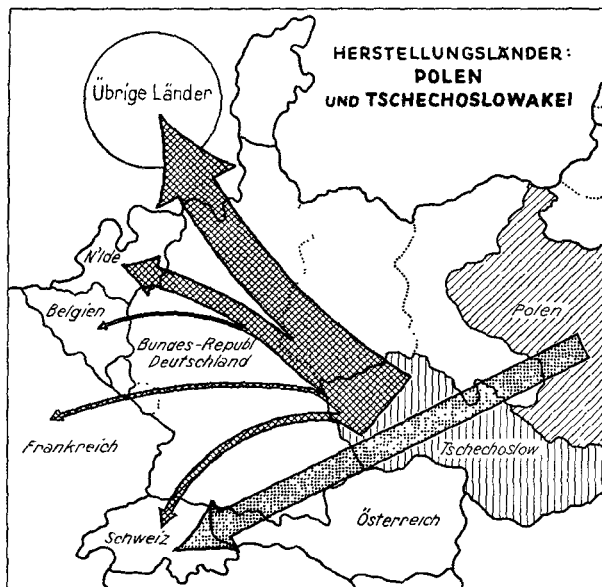 HERSTELLUNGSLÄNDER:
POLEN
UND TSCHECHOSLOWAKEI
Übrige Länder
N'lde
Belgien
Bundes-Republ
Deutschland
Polen
Frankreich
Tschechoslow
Schweiz
Österreich